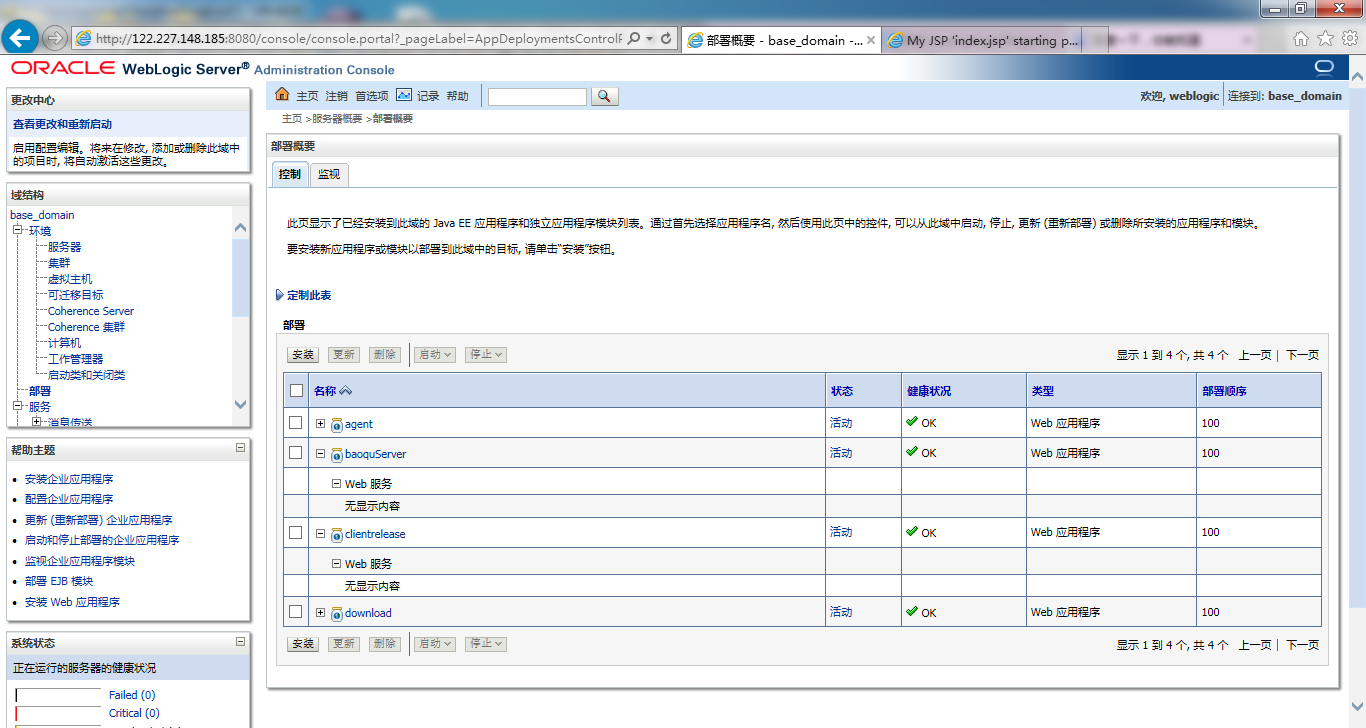 http://122.227.148.185:8080/console/console.portal?_pageLabel=AppDeploymentsControlP
部署概要 - base_domain -...
My JSP 'index.jsp' starting p...
ORACLE WebLogic Server® Administration Console
更改中心
查看更改和重新启动
启用配置编辑。将来在修改, 添加或删除此域中的项目时, 将自动激活这些更改。
域结构
base_domain
环境
服务器
集群
虚拟主机
可迁移目标
Coherence Server
Coherence 集群
计算机
工作管理器
启动类和关闭类
部署
服务
消息传送
帮助主题
安装企业应用程序
配置企业应用程序
更新 (重新部署) 企业应用程序
启动和停止部署的企业应用程序
监视企业应用程序模块
部署 EJB 模块
安装 Web 应用程序
系统状态
正在运行的服务器的健康状况
Failed (0)
Critical (0)
主页 注销 首选项 记录 帮助
欢迎, weblogic 连接到: base_domain
主页 >服务器概要 >部署概要
部署概要
控制 监视
此页显示了已经安装到此域的 Java EE 应用程序和独立应用程序模块列表。通过首先选择应用程序名, 然后使用此页中的控件, 可以从此域中启动, 停止, 更新 (重新部署) 或删除所安装的应用程序和模块。
要安装新应用程序或模块以部署到此域中的目标, 请单击“安装”按钮。
定制此表
部署
安装 更新 删除 启动 停止 显示 1 到 4 个, 共 4 个 上一页 | 下一页
名称 状态 健康状况 类型 部署顺序
agent 活动 OK Web 应用程序 100
baoquServer 活动 OK Web 应用程序 100
Web 服务
无显示内容
clientrelease 活动 OK Web 应用程序 100
Web 服务
无显示内容
download 活动 OK Web 应用程序 100
安装 更新 删除 启动 停止 显示 1 到 4 个, 共 4 个 上一页 | 下一页